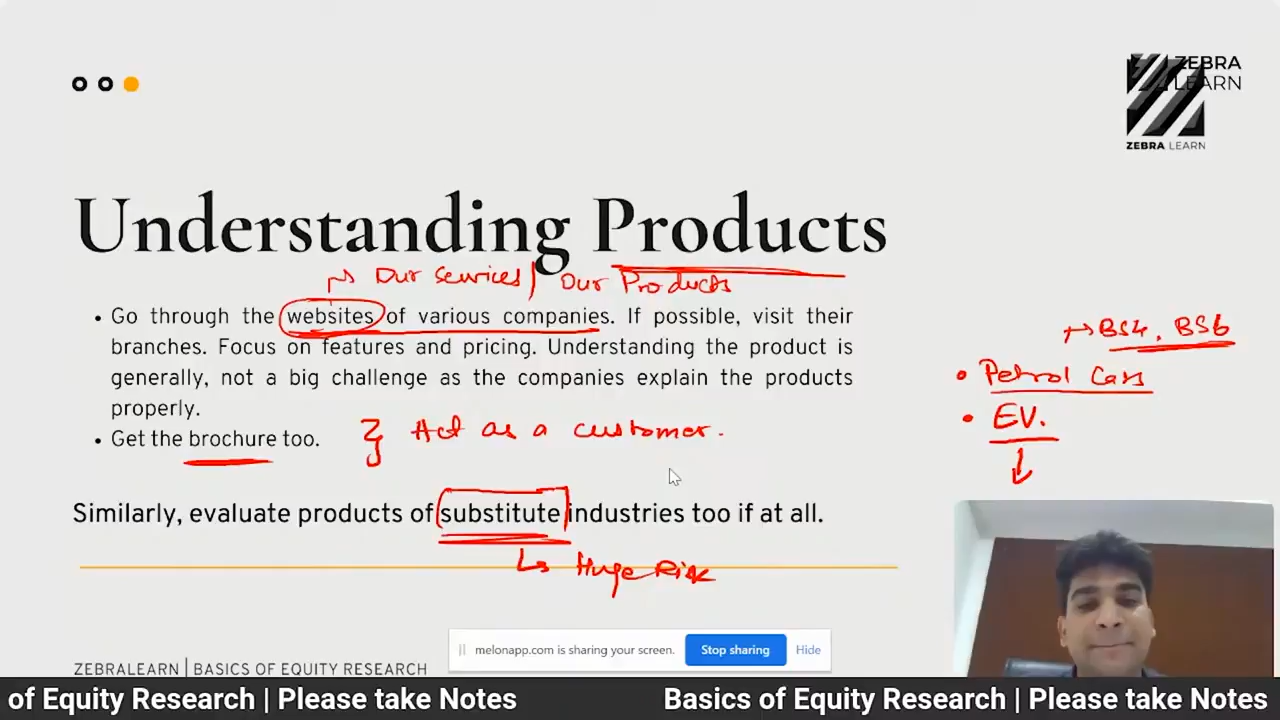 ZEBRA
LEARN
ZEBRA LEARN
Understanding Products
Our Services | Our Products
• Go through the websites of various companies. If possible, visit their
branches. Focus on features and pricing. Understanding the product is
generally, not a big challenge as the companies explain the products
properly.
• Get the brochure too.
Act as a customer.
→ BS4, BS6
• Petrol Cars
• EV.
Similarly, evaluate products of substitute industries too if at all.
Huge Risk
melonapp.com is sharing your screen. Stop sharing Hide
ZEBRALEARN | BASICS OF EQUITY RESEARCH
of Equity Research | Please take Notes Basics of Equity Research | Please take Notes